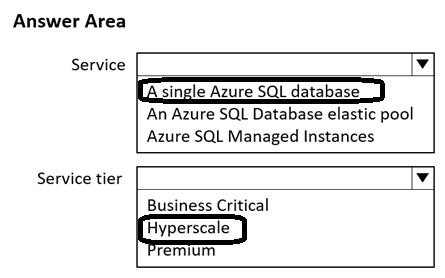 Answer Area
Service
A single Azure SQL database
An Azure SQL Database elastic pool
Azure SQL Managed Instances
Service tier
Business Critical
Hyperscale
Premium